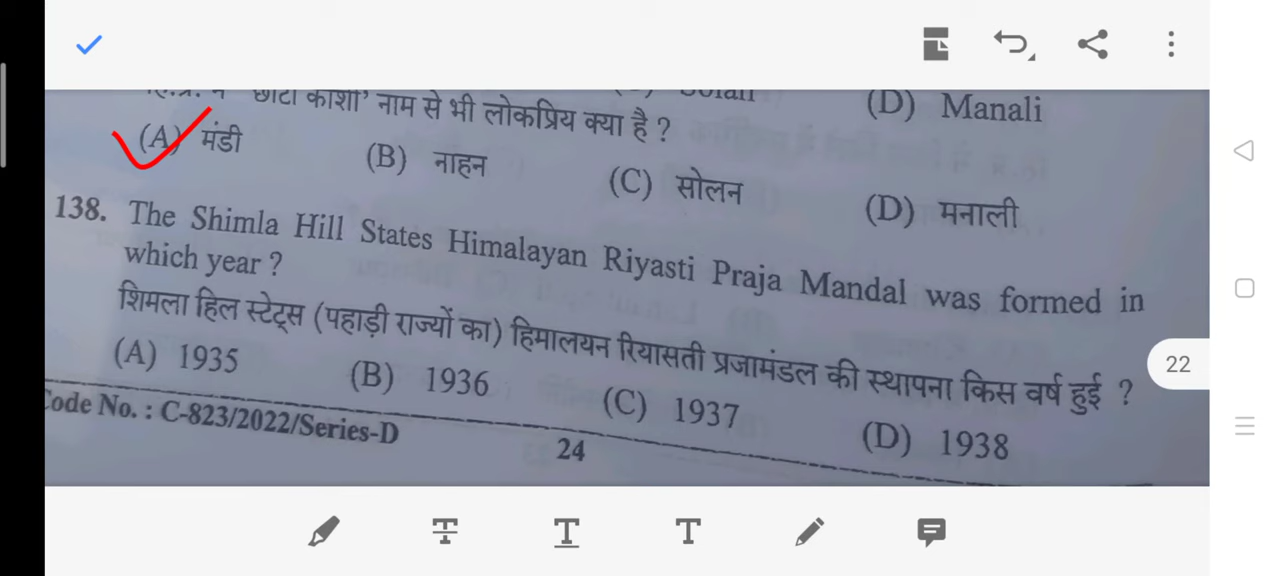 Solan (D) Manali
हि.प्र. में 'छोटी काशी' नाम से भी लोकप्रिय क्या है ?
(A) मंडी (B) नाहन (C) सोलन (D) मनाली
138. The Shimla Hill States Himalayan Riyasti Praja Mandal was formed in
which year ?
शिमला हिल स्टेट्स (पहाड़ी राज्यों का) हिमालयन रियासती प्रजामंडल की स्थापना किस वर्ष हुई ?
(A) 1935 (B) 1936 (C) 1937 (D) 1938
Code No. : C-823/2022/Series-D 24
22